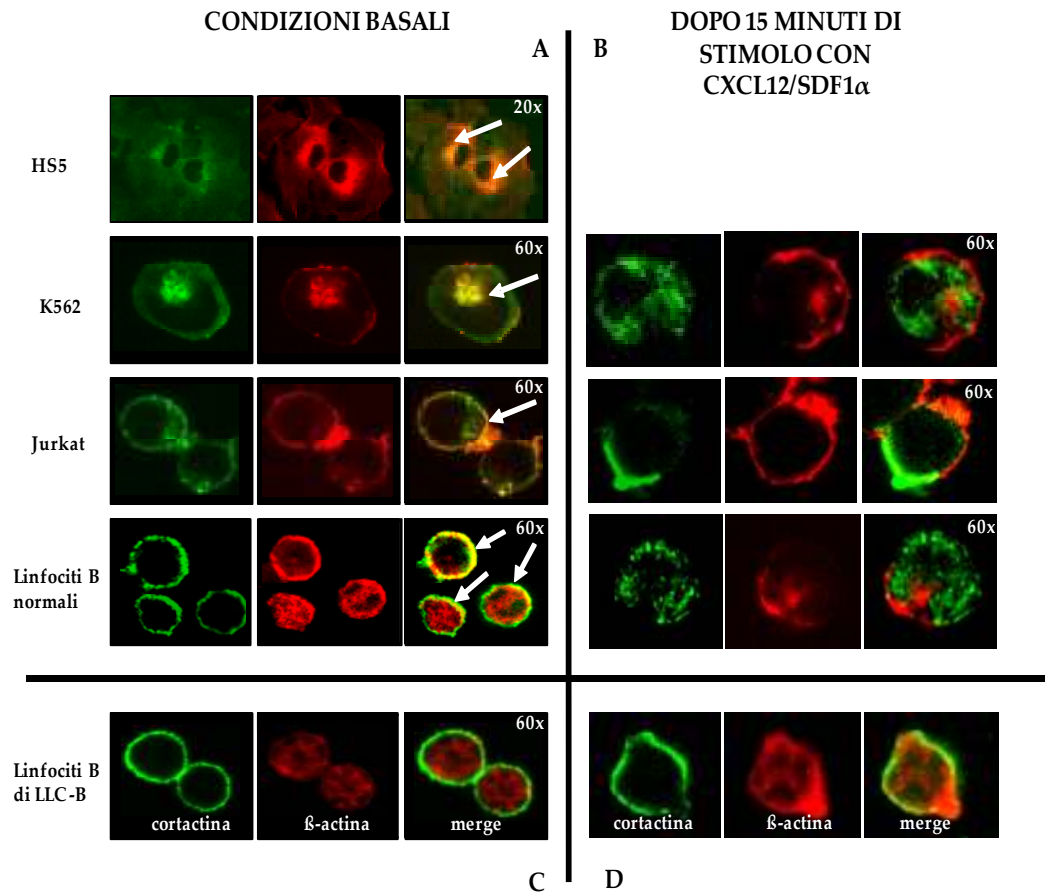 CONDIZIONI BASALI
A
B
DOPO 15 MINUTI DI
STIMOLO CON
CXCL12/SDF1α
HS5
20x
K562
60x
60x
Jurkat
60x
60x
Linfociti B
normali
60x
60x
Linfociti B
di LLC-B
60x
cortactina
ß-actina
merge
cortactina
ß-actina
merge
C
D